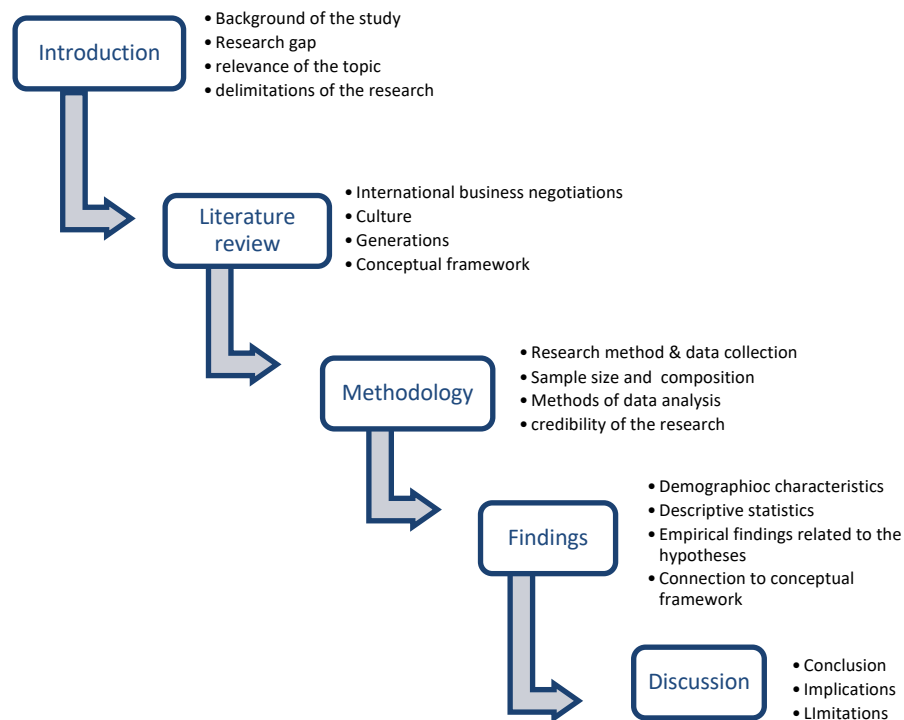 Introduction
• Background of the study
• Research gap
• relevance of the topic
• delimitations of the research
Literature
review
• International business negotiations
• Culture
• Generations
• Conceptual framework
Methodology
• Research method & data collection
• Sample size and composition
• Methods of data analysis
• credibility of the research
Findings
• Demographioc characteristics
• Descriptive statistics
• Empirical findings related to the
hypotheses
• Connection to conceptual
framework
Discussion
• Conclusion
• Implications
• LImitations